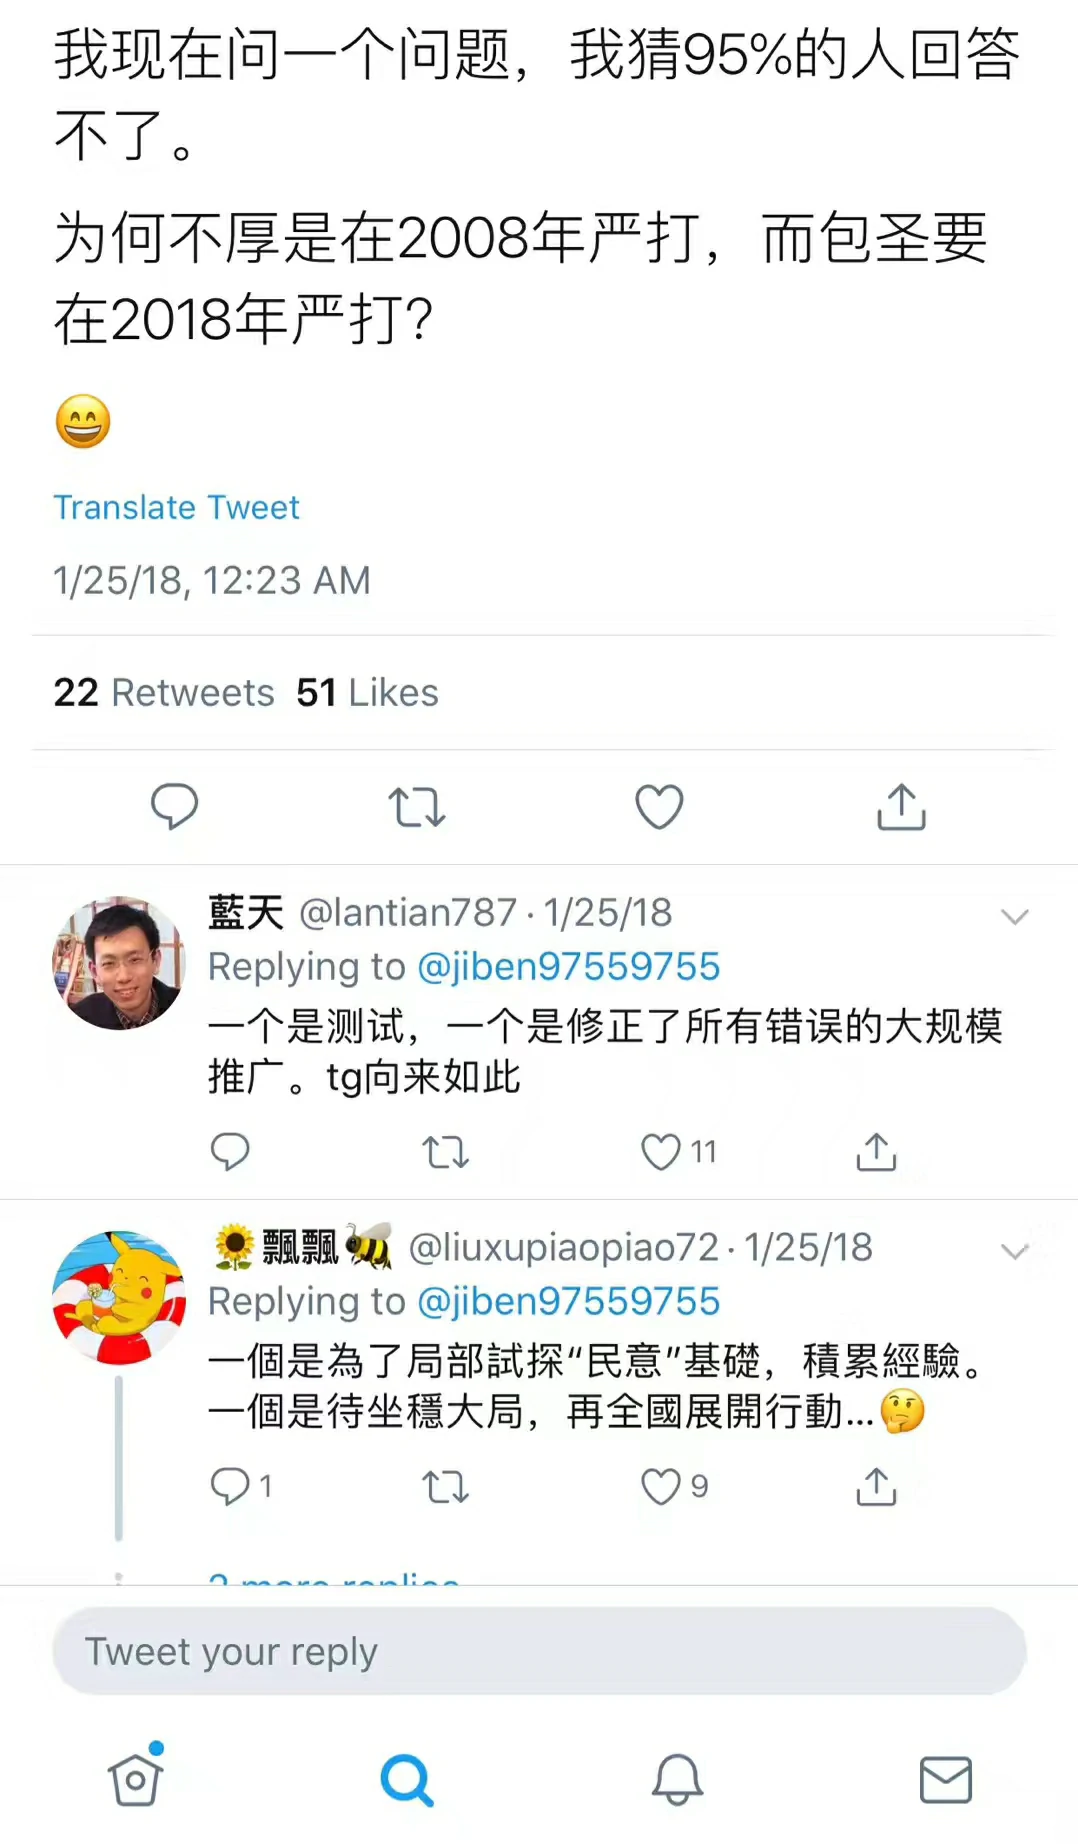 我现在问一个问题，我猜95%的人回答
不了。
为何不厚是在2008年严打，而包圣要
在2018年严打？
Translate Tweet
1/25/18, 12:23 AM
22 Retweets 51 Likes
藍天 @lantian787 · 1/25/18
Replying to @jiben97559755
一个是测试，一个是修正了所有错误的大规模
推广。tg向来如此
11
飄飄 @liuxupiaopiao72 · 1/25/18
Replying to @jiben97559755
一個是為了局部試探“民意”基礎，積累經驗。
一個是待坐穩大局，再全國展開行動...
1 9
2 more replies
Tweet your reply